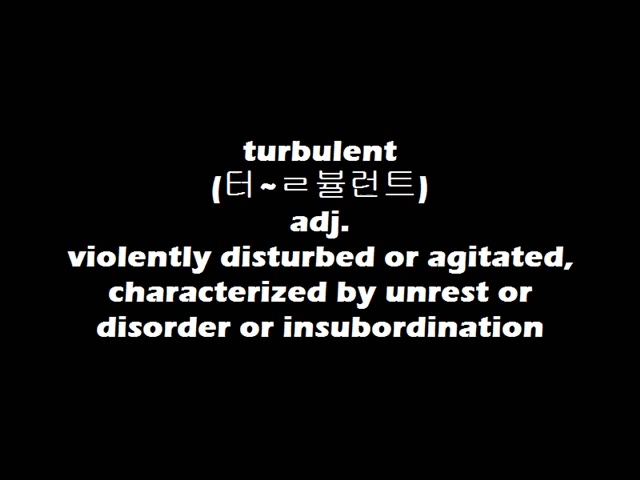 turbulent
(터~ㄹ뷸런트)
adj.
violently disturbed or agitated,
characterized by unrest or
disorder or insubordination